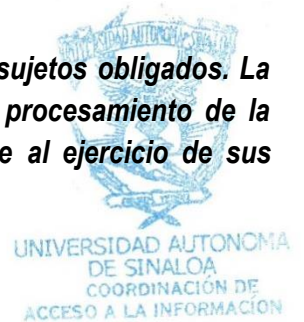 sujetos obligados. La
procesamiento de la
e al ejercicio de sus
UNIVERSIDAD AUTONOMA
DE SINALOA
COORDINACIÓN DE
ACCESO A LA INFORMACIÓN